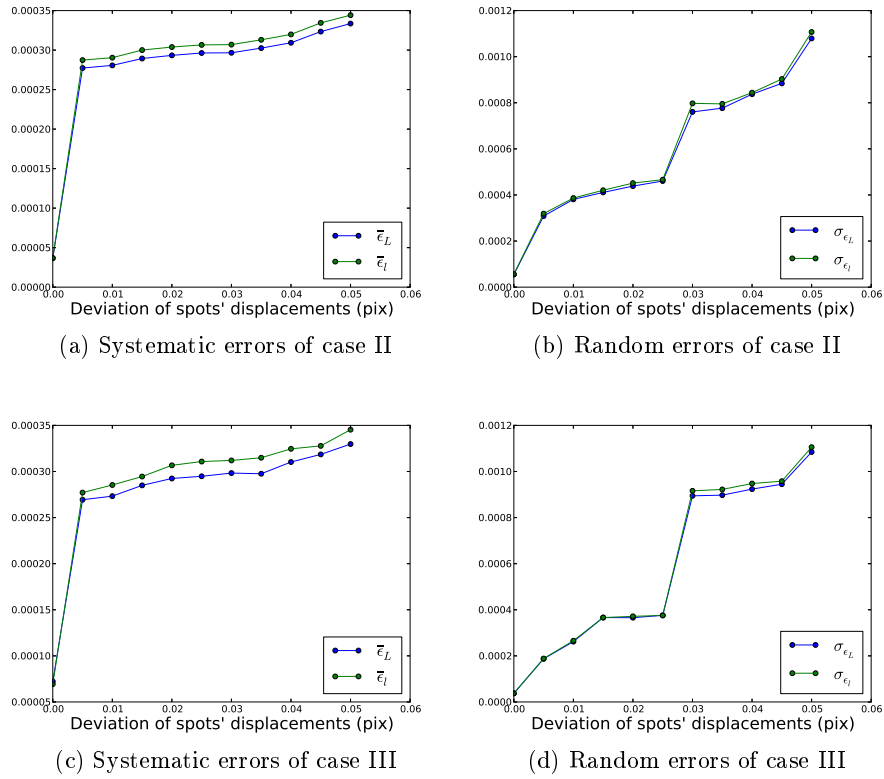 0.00035
0.00030
0.00025
0.00020
0.00015
0.00010
0.00005
0.00000
0.00 0.01 0.02 0.03 0.04 0.05 0.06
Deviation of spots' displacements (pix)
ε̅_L
ε̅_l
(a) Systematic errors of case II
0.0012
0.0010
0.0008
0.0006
0.0004
0.0002
0.0000
0.00 0.01 0.02 0.03 0.04 0.05 0.06
Deviation of spots' displacements (pix)
σ_ϵ_L
σ_ϵ_l
(b) Random errors of case II
0.00035
0.00030
0.00025
0.00020
0.00015
0.00010
0.00005
0.00 0.01 0.02 0.03 0.04 0.05 0.06
Deviation of spots' displacements (pix)
ϵ̅_L
ϵ̅_l
(c) Systematic errors of case III
0.0012
0.0010
0.0008
0.0006
0.0004
0.0002
0.0000
0.00 0.01 0.02 0.03 0.04 0.05 0.06
Deviation of spots' displacements (pix)
σ_ϵ_L
σ_ϵ_l
(d) Random errors of case III